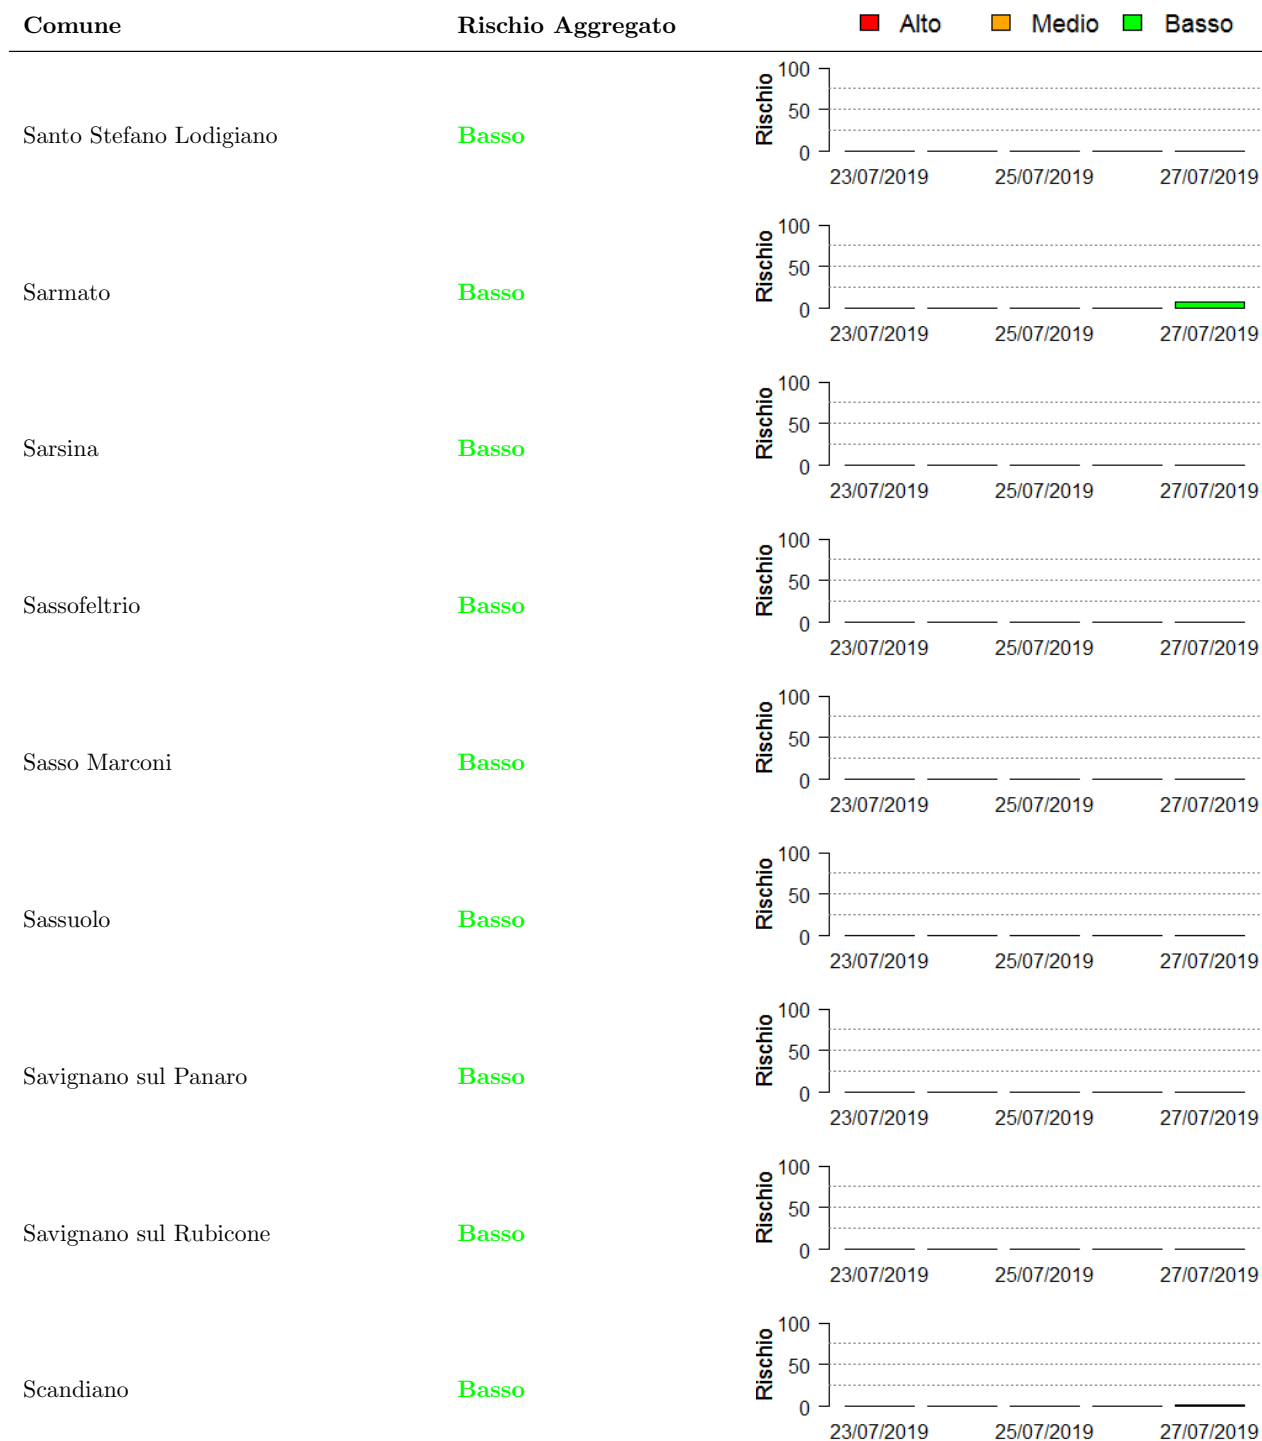 Comune Rischio Aggregato Alto Medio Basso
Santo Stefano Lodigiano Basso Rischio 100 50 0
23/07/2019 25/07/2019 27/07/2019
Sarmato Basso Rischio 100 50 0
23/07/2019 25/07/2019 27/07/2019
Sarsina Basso Rischio 100 50 0
23/07/2019 25/07/2019 27/07/2019
Sassofeltrio Basso Rischio 100 50 0
23/07/2019 25/07/2019 27/07/2019
Sasso Marconi Basso Rischio 100 50 0
23/07/2019 25/07/2019 27/07/2019
Sassuolo Basso Rischio 100 50 0
23/07/2019 25/07/2019 27/07/2019
Savignano sul Panaro Basso Rischio 100 50 0
23/07/2019 25/07/2019 27/07/2019
Savignano sul Rubicone Basso Rischio 100 50 0
23/07/2019 25/07/2019 27/07/2019
Scandiano Basso Rischio 100 50 0
23/07/2019 25/07/2019 27/07/2019